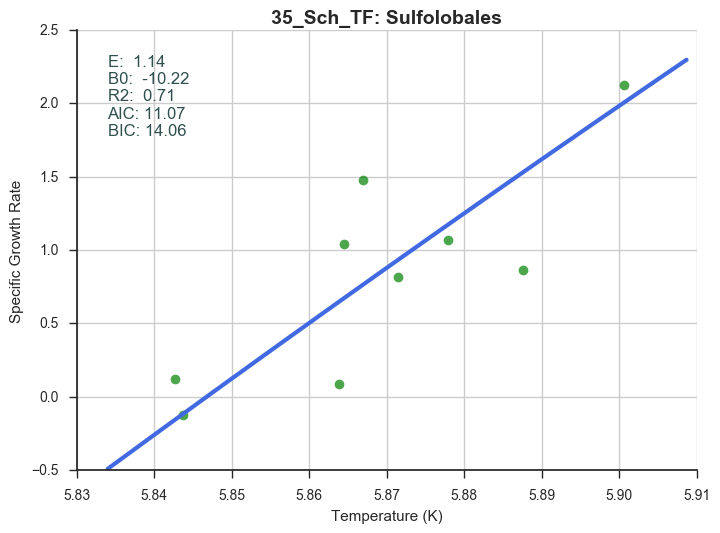 35_Sch_TF: Sulfolobales
E: 1.14
B0: -10.22
R2: 0.71
AIC: 11.07
BIC: 14.06
Specific Growth Rate
2.5
2.0
1.5
1.0
0.5
0.0
−0.5
5.83 5.84 5.85 5.86 5.87 5.88 5.89 5.90 5.91
Temperature (K)